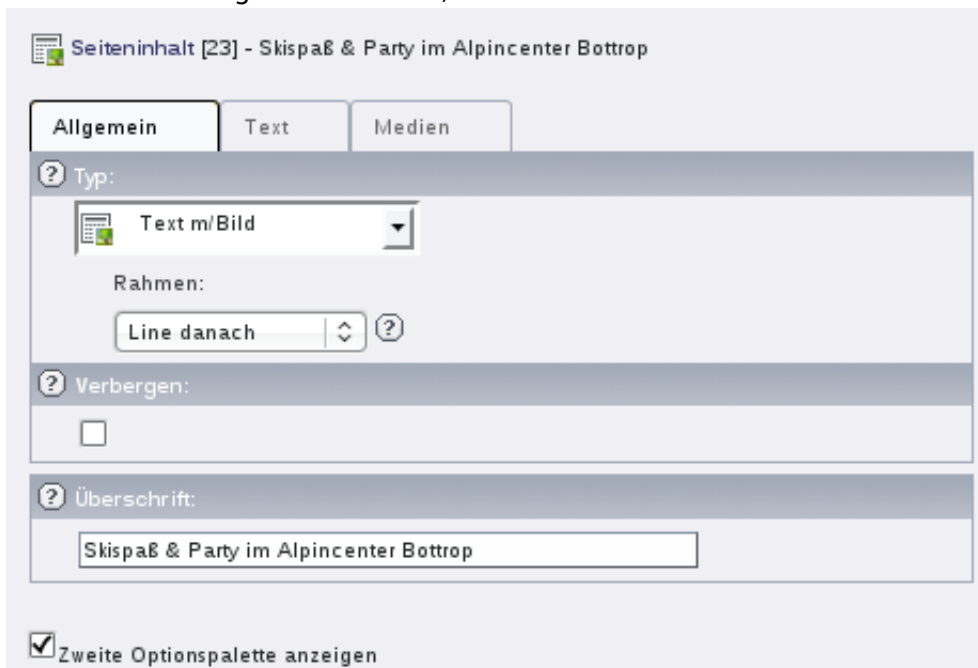 Seiteninhalt [23] - Skispaß & Party im Alpincenter Bottrop
Allgemein Text Medien
Typ:
Text m/Bild
Rahmen:
Line danach
Verbergen:
Überschrift:
Skispaß & Party im Alpincenter Bottrop
Zweite Optionspalette anzeigen